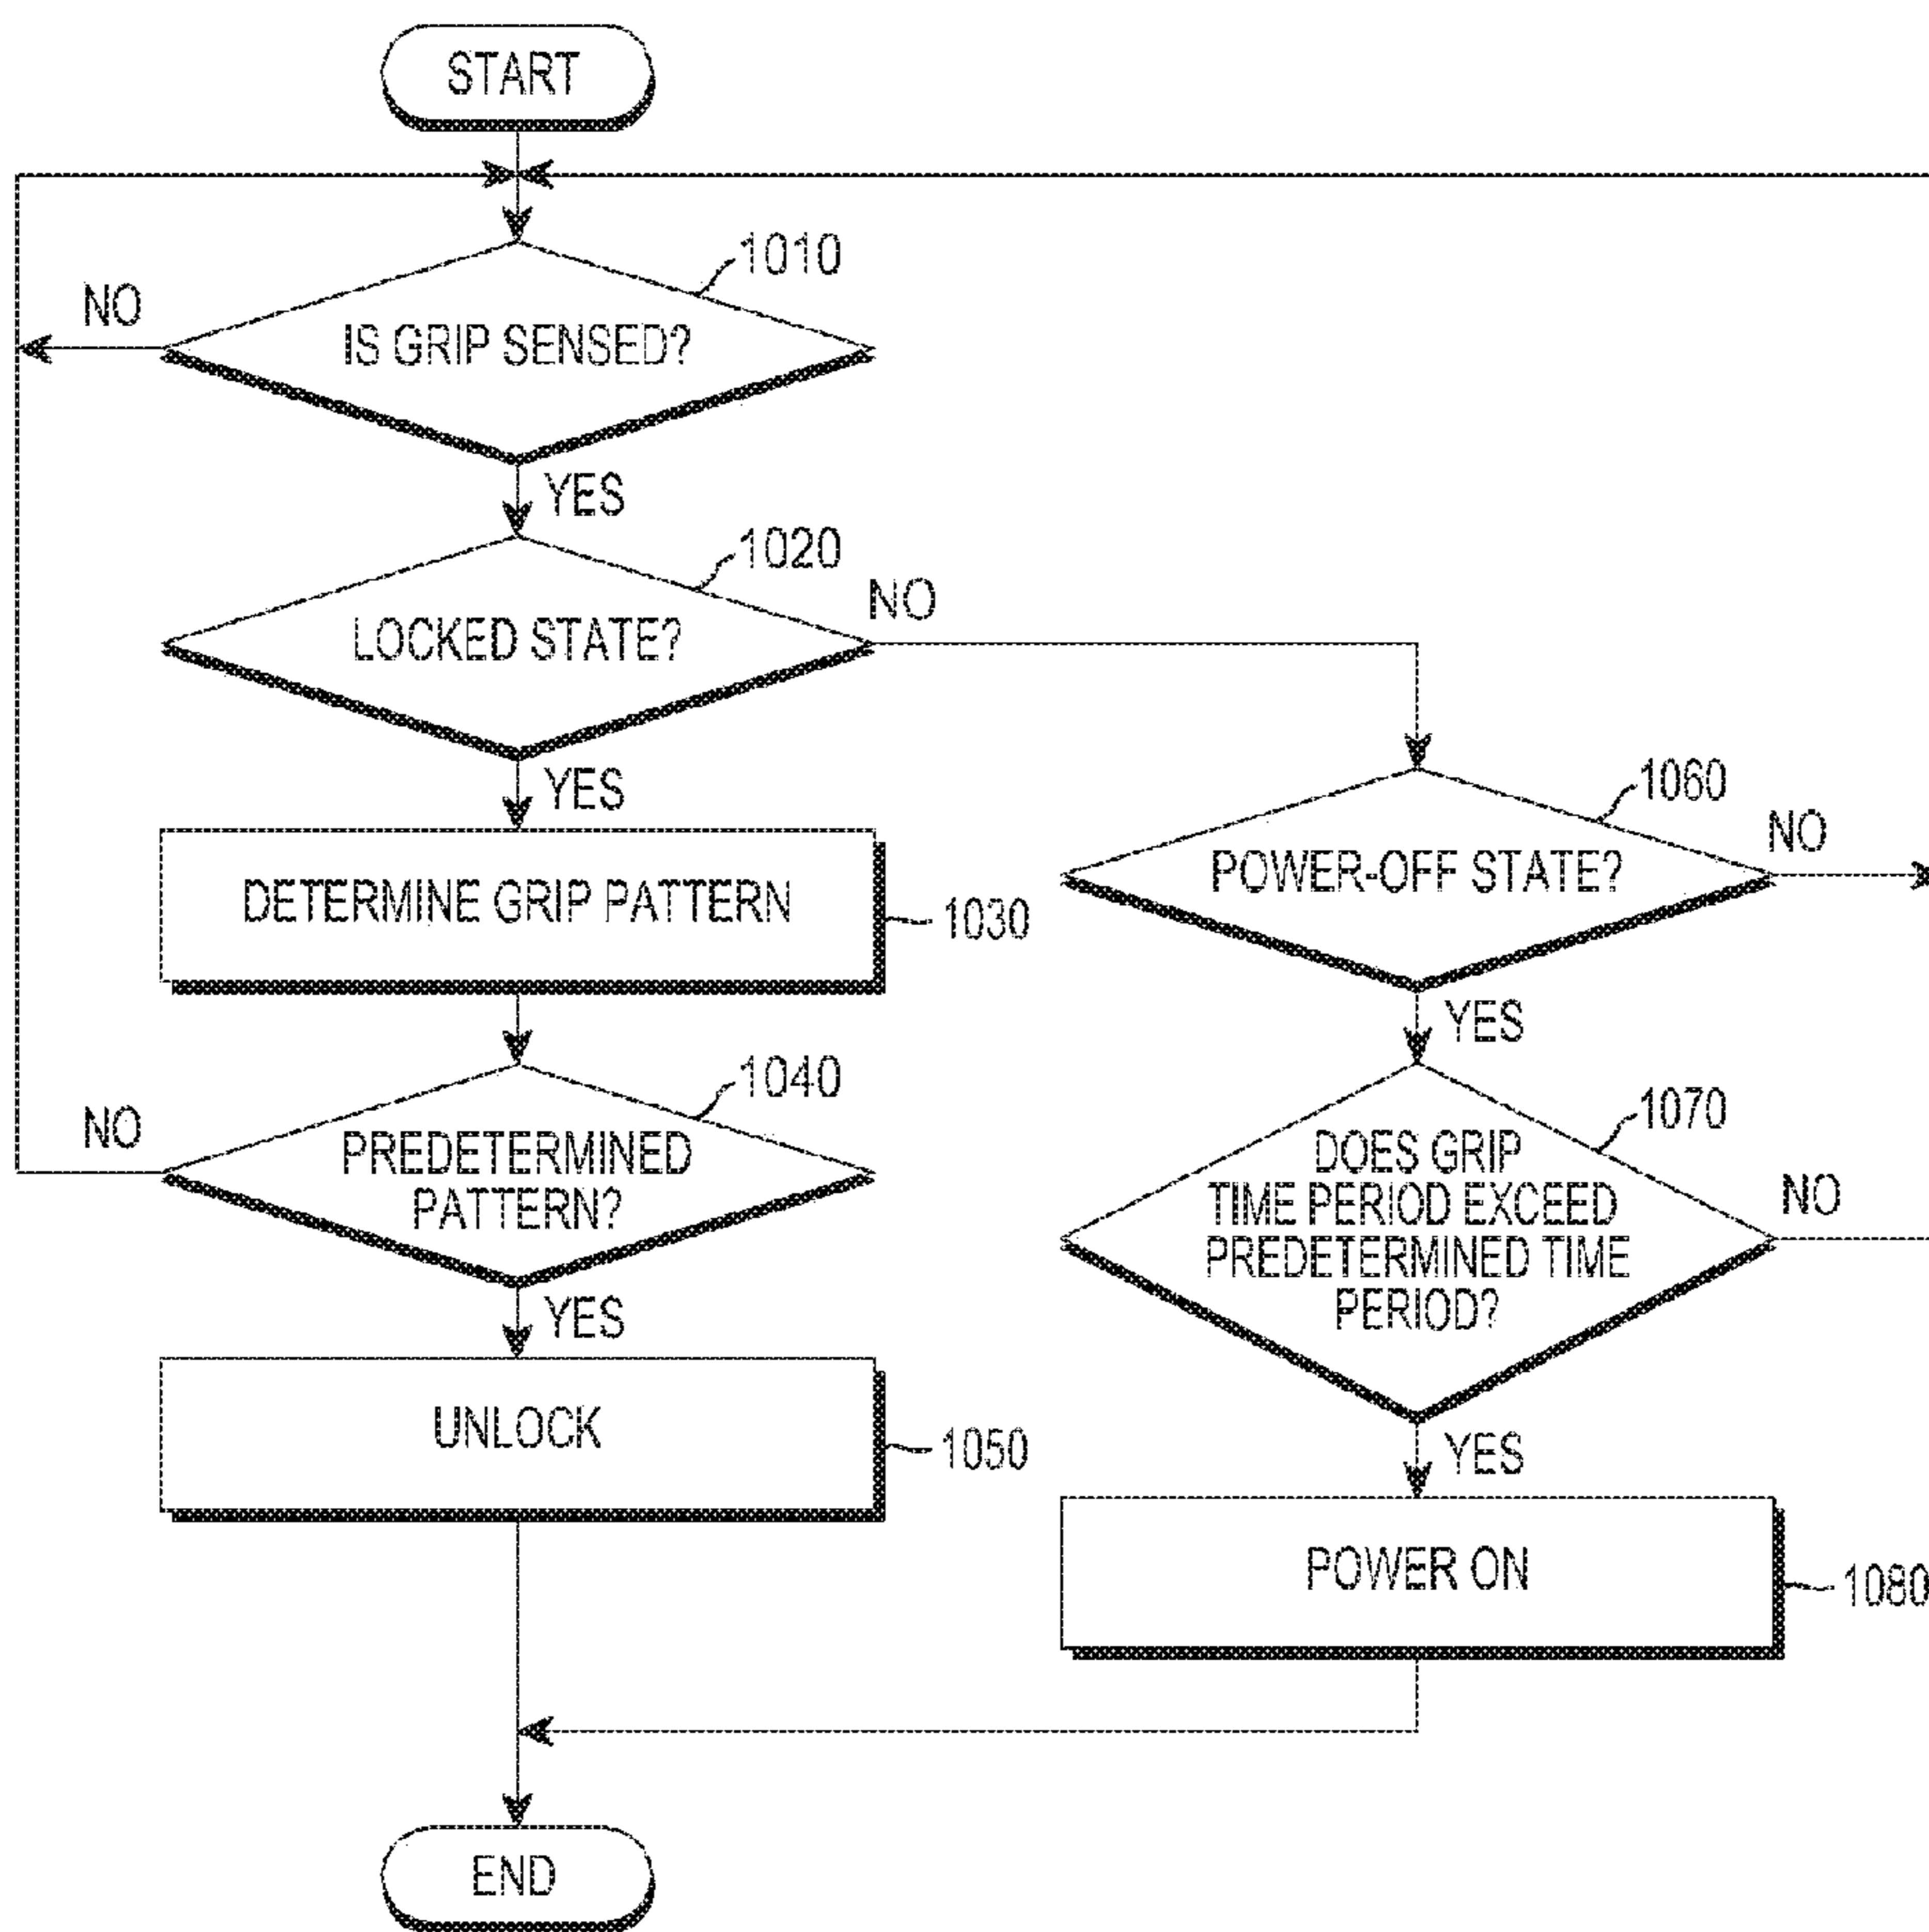 START
1010
NO
IS GRIP SENSED?
YES
1020
NO
LOCKED STATE?
YES
1060
NO
POWER-OFF STATE?
DETERMINE GRIP PATTERN
1030
YES
1040
NO
PREDETERMINED
PATTERN?
1070
DOES GRIP
TIME PERIOD EXCEED
PREDETERMINED TIME
PERIOD?
NO
YES
UNLOCK
1050
YES
POWER ON
1080
END